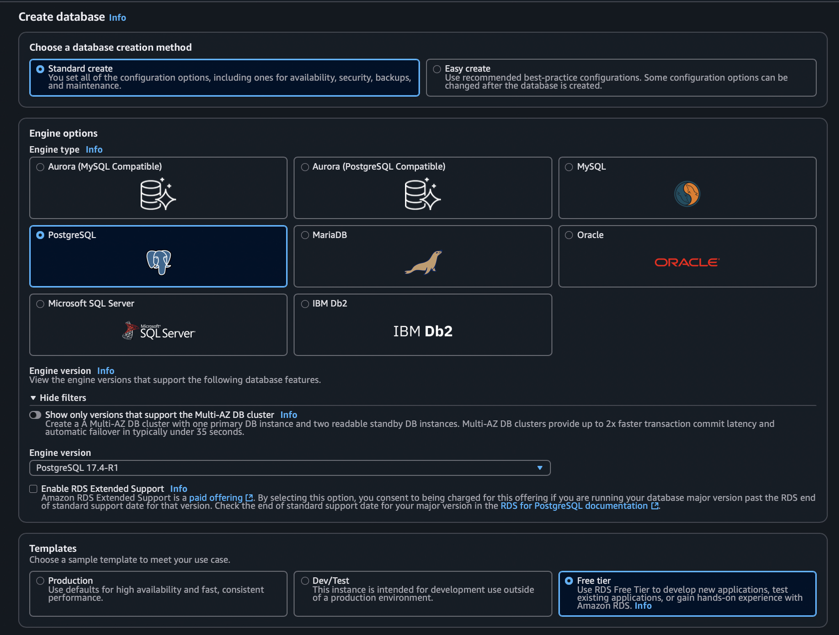 Create database Info
Choose a database creation method
Standard create
You set all of the configuration options, including ones for availability, security, backups,
and maintenance.
Easy create
Use recommended best-practice configurations. Some configuration options can be
changed after the database is created.
Engine options
Engine type Info
Aurora (MySQL Compatible)
Aurora (PostgreSQL Compatible)
MySQL
PostgreSQL
MariaDB
Oracle
ORACLE
Microsoft SQL Server
Microsoft
SQL Server
IBM Db2
IBM Db2
Engine version Info
View the engine versions that support the following database features.
Hide filters
Show only versions that support the Multi-AZ DB cluster Info
Create a A Multi-AZ DB cluster with one primary DB instance and two readable standby DB instances. Multi-AZ DB clusters provide up to 2x faster transaction commit latency and
automatic failover in typically under 35 seconds.
Engine version
PostgreSQL 17.4-R1
Enable RDS Extended Support Info
Amazon RDS Extended Support is a paid offering. By selecting this option, you consent to being charged for this offering if you are running your database major version past the RDS end
of standard support date for that version. Check the end of standard support date for your major version in the RDS for PostgreSQL documentation.
Templates
Choose a sample template to meet your use case.
Production
Use defaults for high availability and fast, consistent
performance.
Dev/Test
This instance is intended for development use outside
of a production environment.
Free tier
Use RDS Free Tier to develop new applications, test
existing applications, or gain hands-on experience with
Amazon RDS. Info